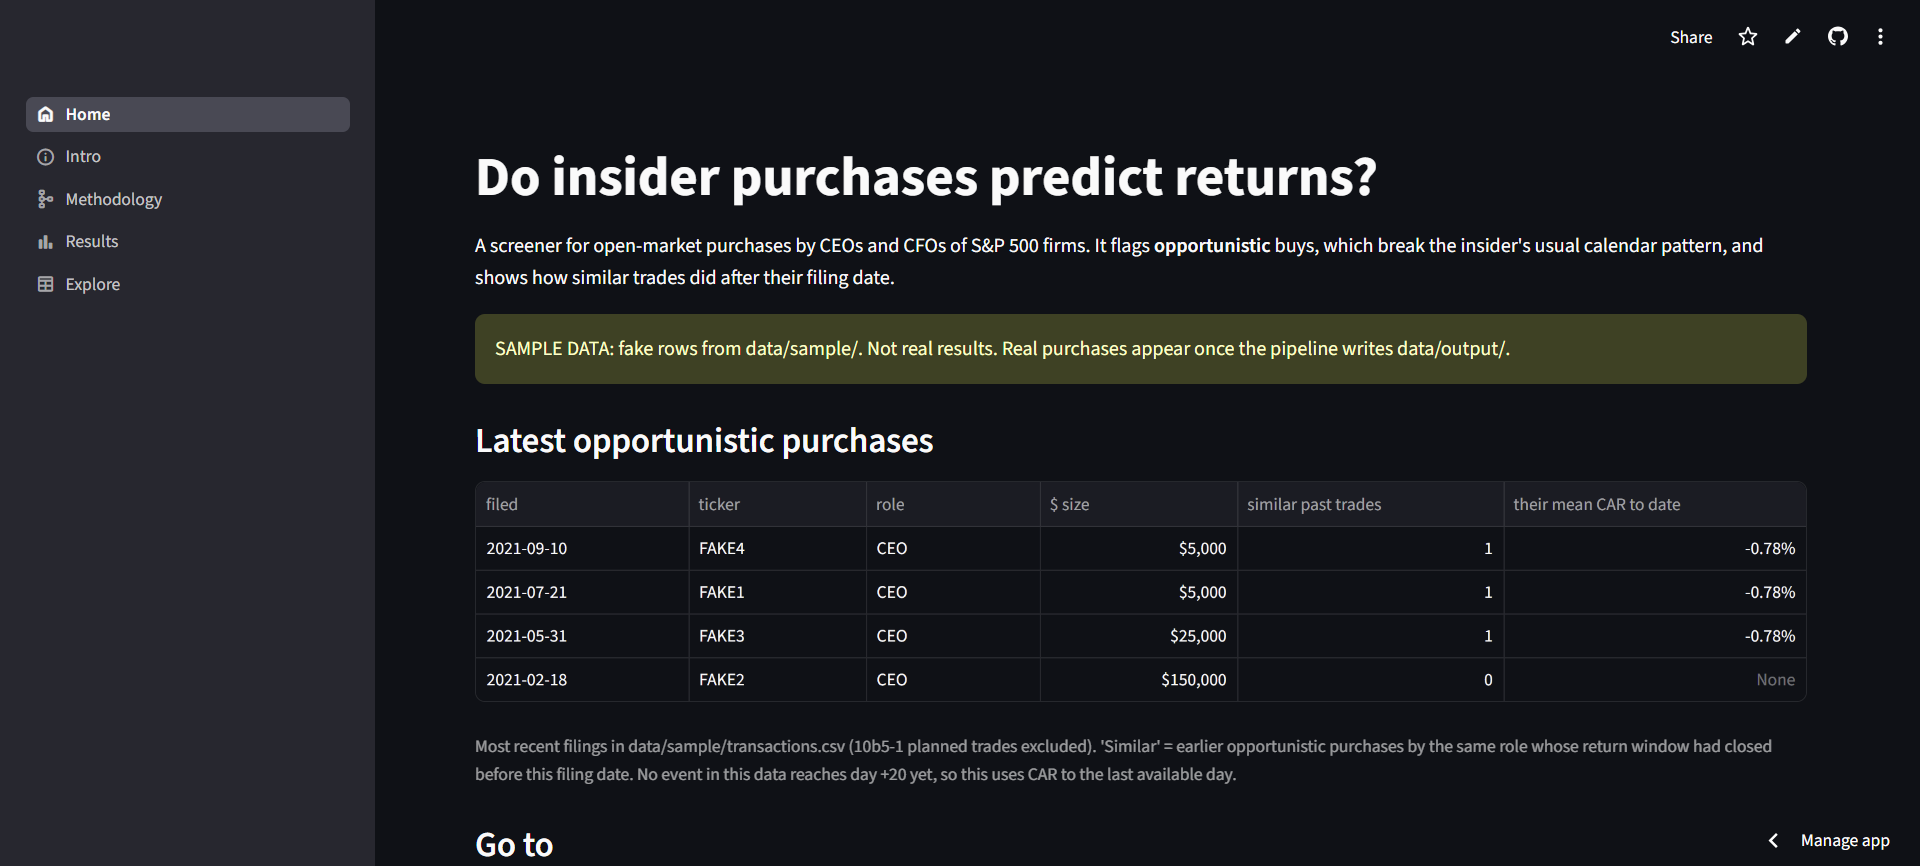 Share
Home
Intro
Methodology
Results
Explore
Do insider purchases predict returns?
A screener for open-market purchases by CEOs and CFOs of S&P 500 firms. It flags opportunistic buys, which break the insider's usual calendar pattern, and
shows how similar trades did after their filing date.
SAMPLE DATA: fake rows from data/sample/. Not real results. Real purchases appear once the pipeline writes data/output/.
Latest opportunistic purchases
filed ticker role $ size similar past trades their mean CAR to date
2021-09-10 FAKE4 CEO $5,000 1 -0.78%
2021-07-21 FAKE1 CEO $5,000 1 -0.78%
2021-05-31 FAKE3 CEO $25,000 1 -0.78%
2021-02-18 FAKE2 CEO $150,000 0 None
Most recent filings in data/sample/transactions.csv (10b5-1 planned trades excluded). 'Similar' = earlier opportunistic purchases by the same role whose return window had closed
before this filing date. No event in this data reaches day +20 yet, so this uses CAR to the last available day.
Go to
Manage app